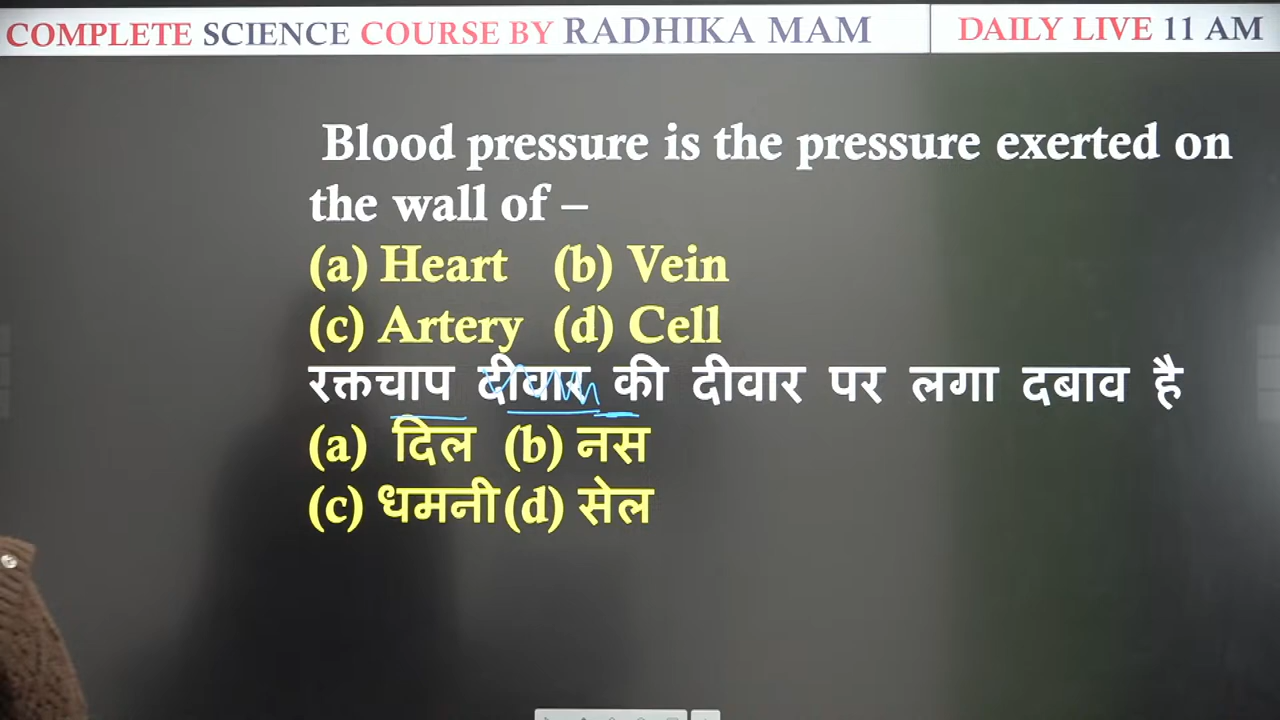 COMPLETE SCIENCE COURSE BY RADHIKA MAM
DAILY LIVE 11 AM
Blood pressure is the pressure exerted on
the wall of –
(a) Heart (b) Vein
(c) Artery (d) Cell
रक्तचाप दीवार की दीवार पर लगा दबाव है
(a) दिल (b) नस
(c) धमनी (d) सेल